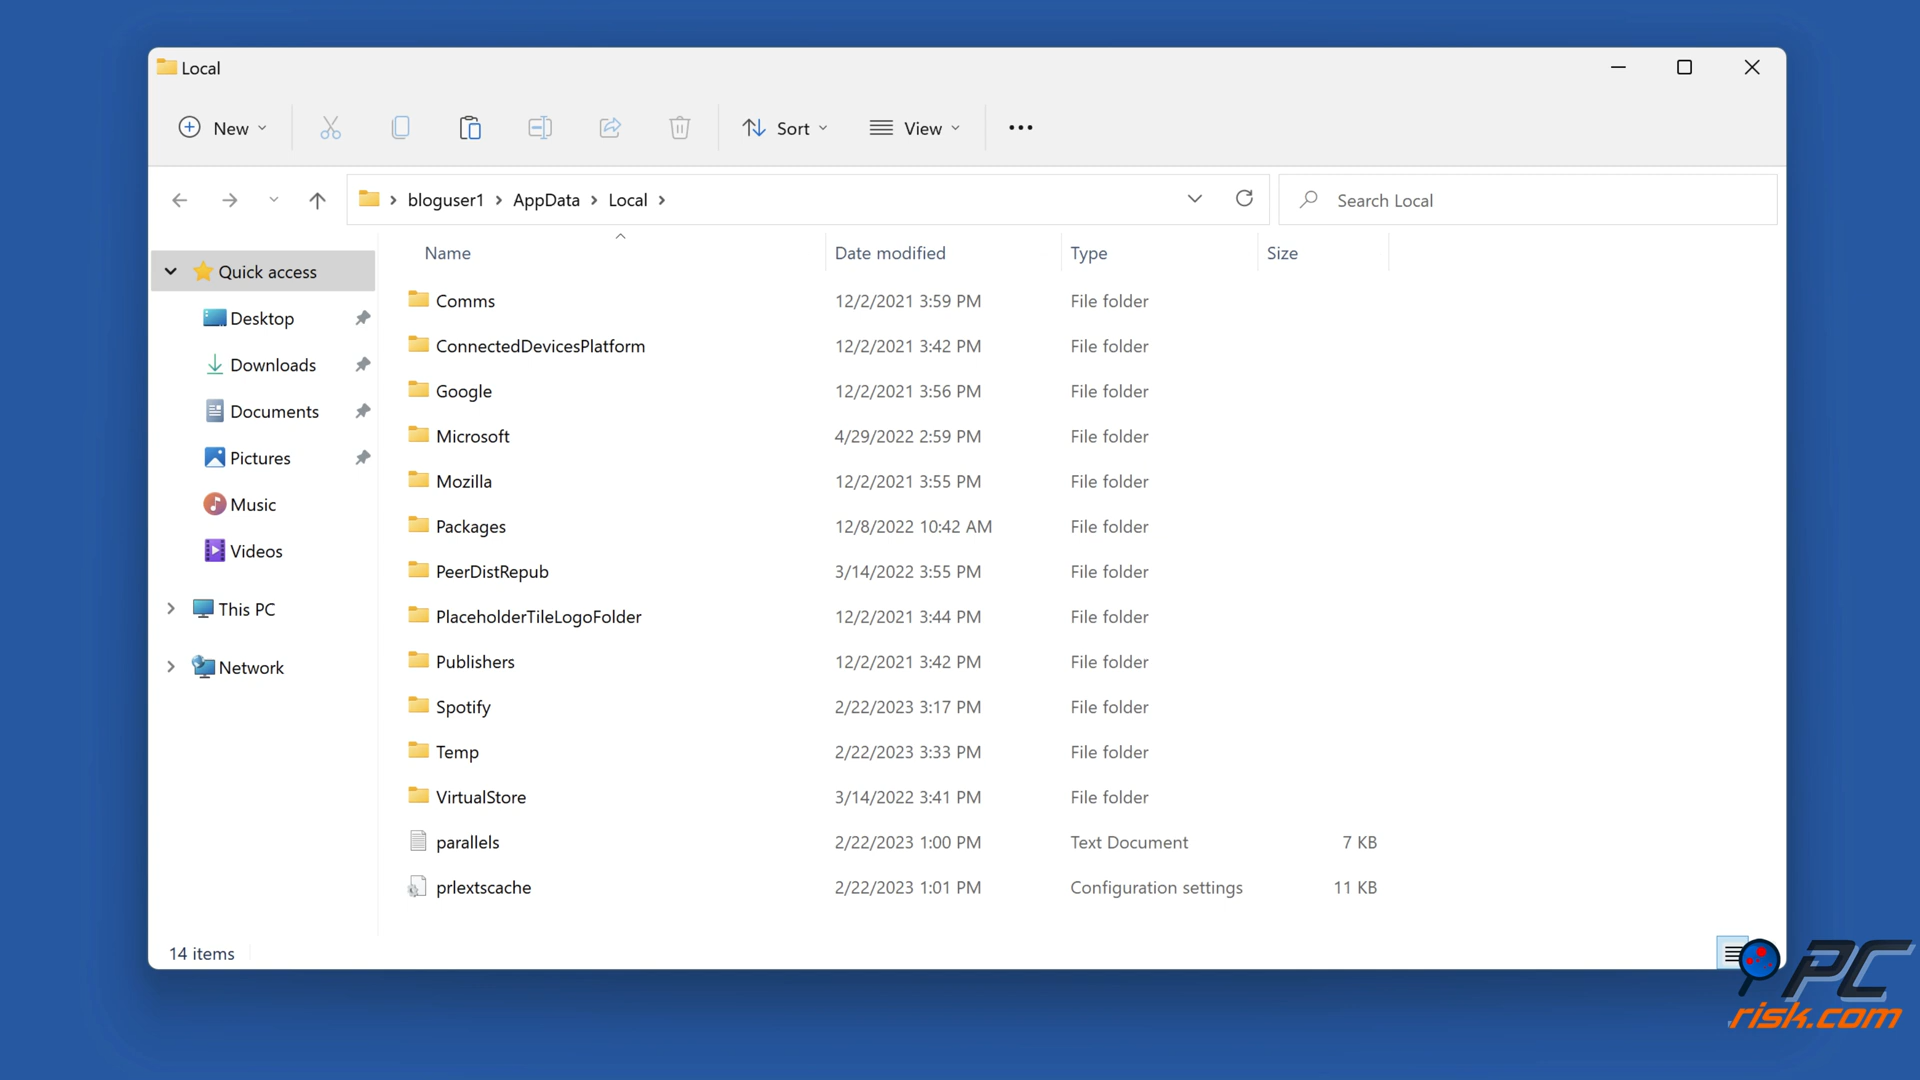 Local
New
Sort
View
bloguser1
AppData
Local
Search Local
Name
Date modified
Type
Size
Quick access
Desktop
Downloads
Documents
Pictures
Music
Videos
This PC
Network
Comms 12/2/2021 3:59 PM File folder
ConnectedDevicesPlatform 12/2/2021 3:42 PM File folder
Google 12/2/2021 3:56 PM File folder
Microsoft 4/29/2022 2:59 PM File folder
Mozilla 12/2/2021 3:55 PM File folder
Packages 12/8/2022 10:42 AM File folder
PeerDistRepub 3/14/2022 3:55 PM File folder
PlaceholderTileLogoFolder 12/2/2021 3:44 PM File folder
Publishers 12/2/2021 3:42 PM File folder
Spotify 2/22/2023 3:17 PM File folder
Temp 2/22/2023 3:33 PM File folder
VirtualStore 3/14/2022 3:41 PM File folder
parallels 2/22/2023 1:00 PM Text Document 7 KB
prlextscache 2/22/2023 1:01 PM Configuration settings 11 KB
14 items
PC
risk.com